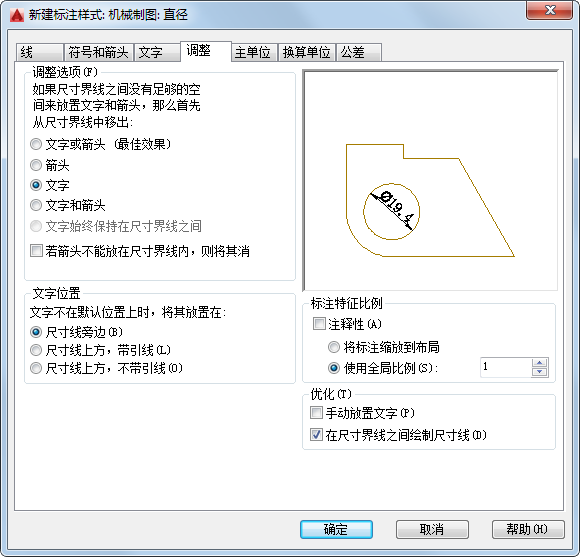 新建标注样式: 机械制图: 直径
线 符号和箭头 文字 调整 主单位 换算单位 公差
调整选项(F)
如果尺寸界线之间没有足够的空
间来放置文字和箭头，那么首先
从尺寸界线中移出:
文字或箭头 (最佳效果)
箭头
文字
文字和箭头
文字始终保持在尺寸界线之间
若箭头不能放在尺寸界线内，则将其消
文字位置
文字不在默认位置上时，将其放置在:
尺寸线旁边(B)
尺寸线上方，带引线(L)
尺寸线上方，不带引线(O)
Ø19.4
标注特征比例
注释性(A)
将标注缩放到布局
使用全局比例(S): 1
优化(T)
手动放置文字(P)
在尺寸界线之间绘制尺寸线(D)
确定 取消 帮助(H)